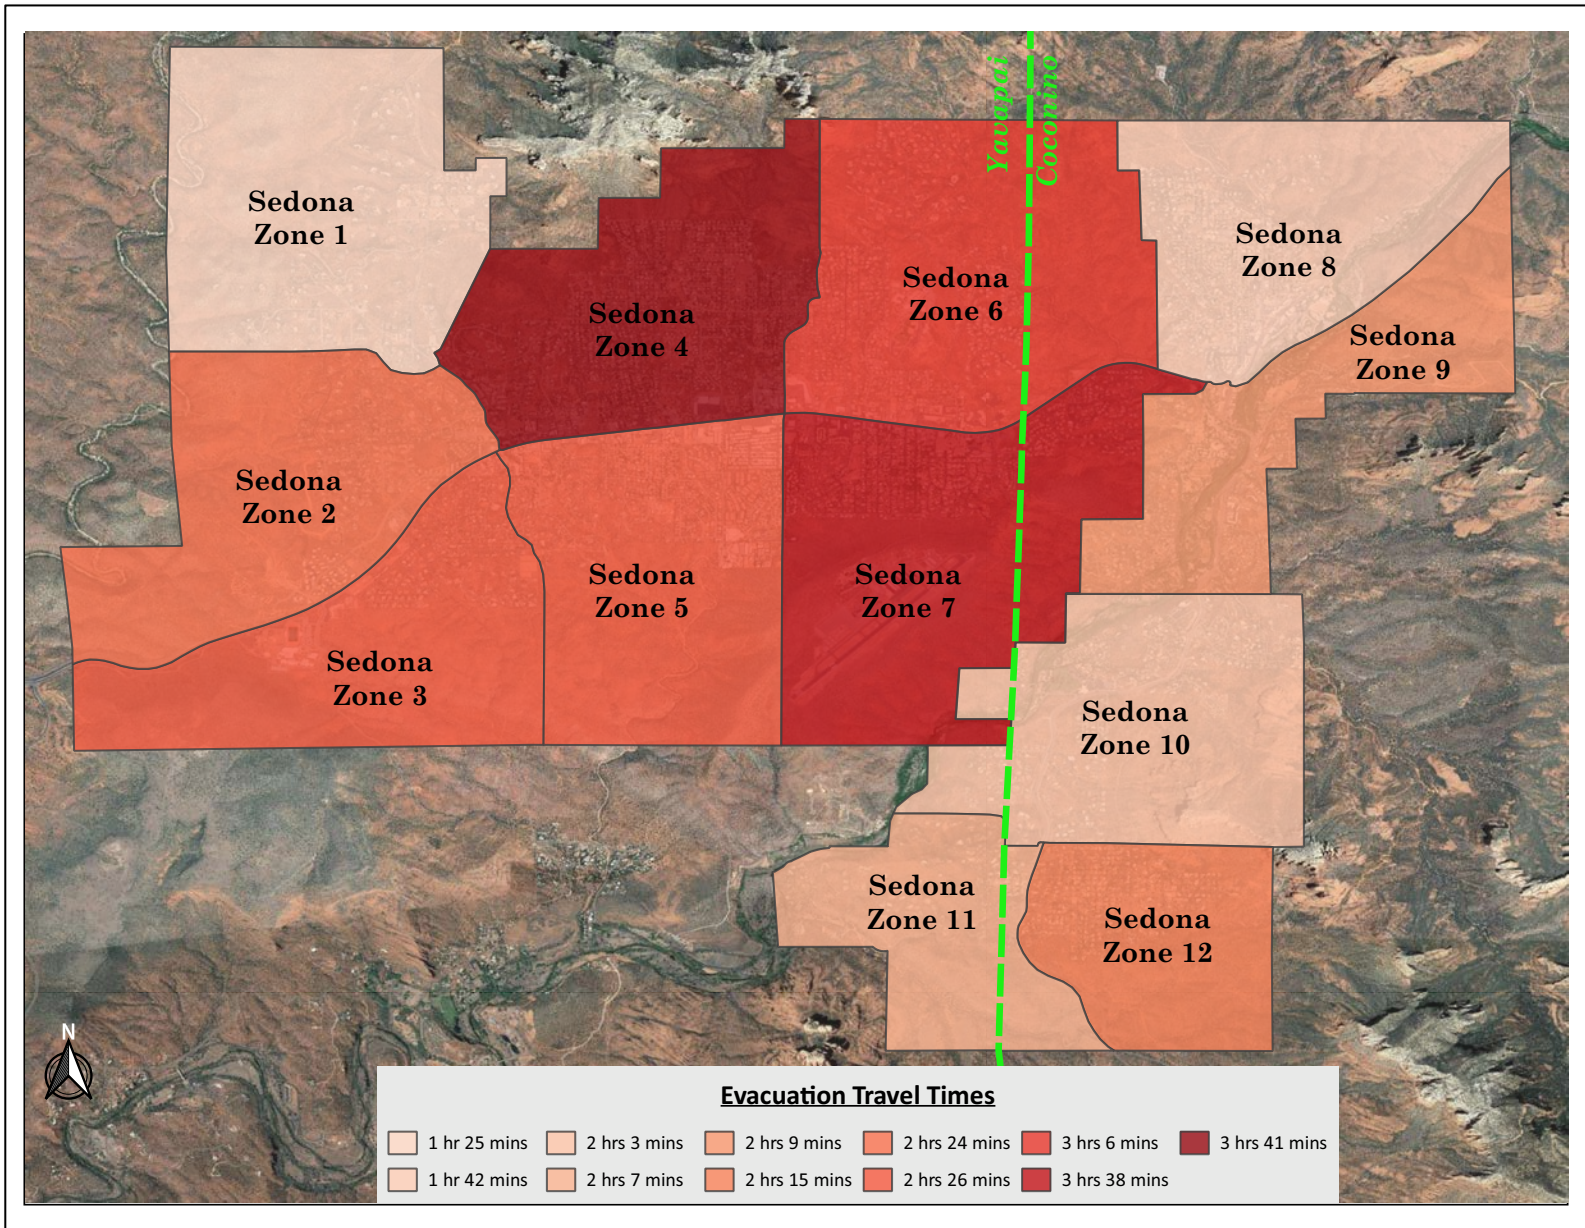 Yavapai
Coconino
Sedona
Zone 1
Sedona
Zone 8
Sedona
Zone 6
Sedona
Zone 4
Sedona
Zone 9
Sedona
Zone 2
Sedona
Zone 5
Sedona
Zone 7
Sedona
Zone 3
Sedona
Zone 10
Sedona
Zone 11
Sedona
Zone 12
N
Evacuation Travel Times
1 hr 25 mins
2 hrs 3 mins
2 hrs 9 mins
2 hrs 24 mins
3 hrs 6 mins
3 hrs 41 mins
1 hr 42 mins
2 hrs 7 mins
2 hrs 15 mins
2 hrs 26 mins
3 hrs 38 mins